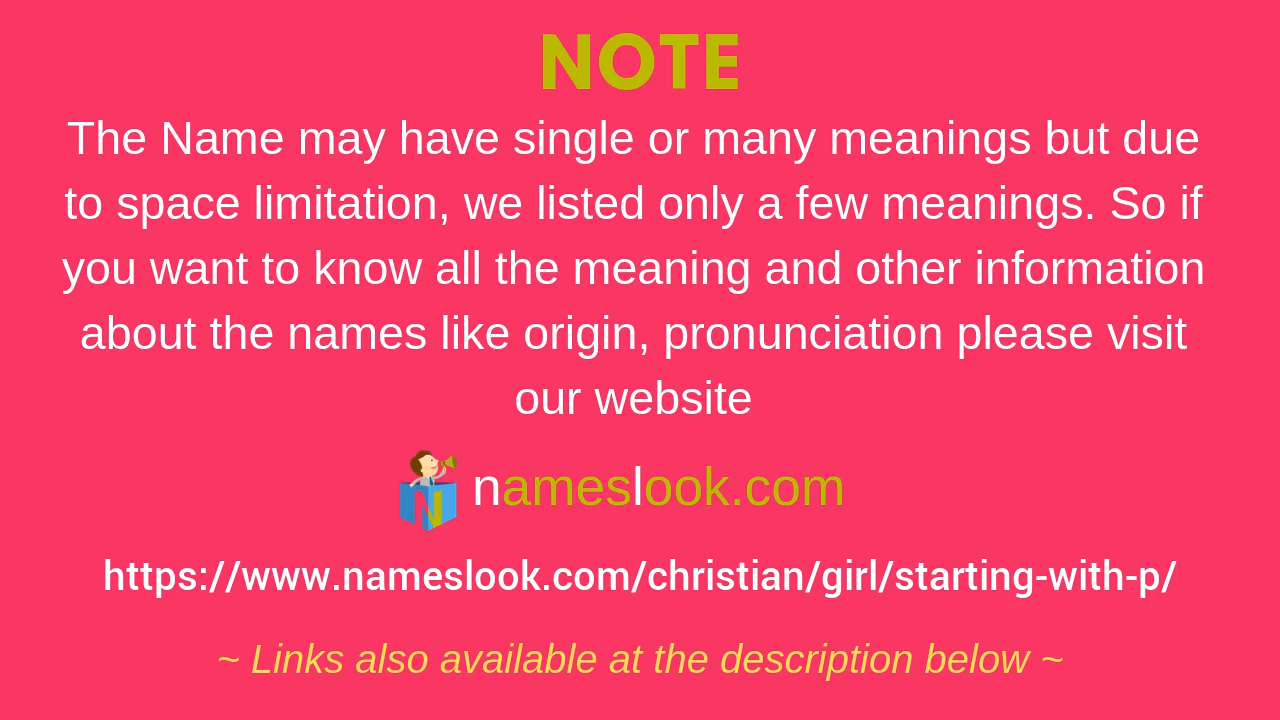 NOTE
The Name may have single or many meanings but due
to space limitation, we listed only a few meanings. So if
you want to know all the meaning and other information
about the names like origin, pronunciation please visit
our website
N
nameslook.com
https://www.nameslook.com/christian/girl/starting-with-p/
~ Links also available at the description below ~